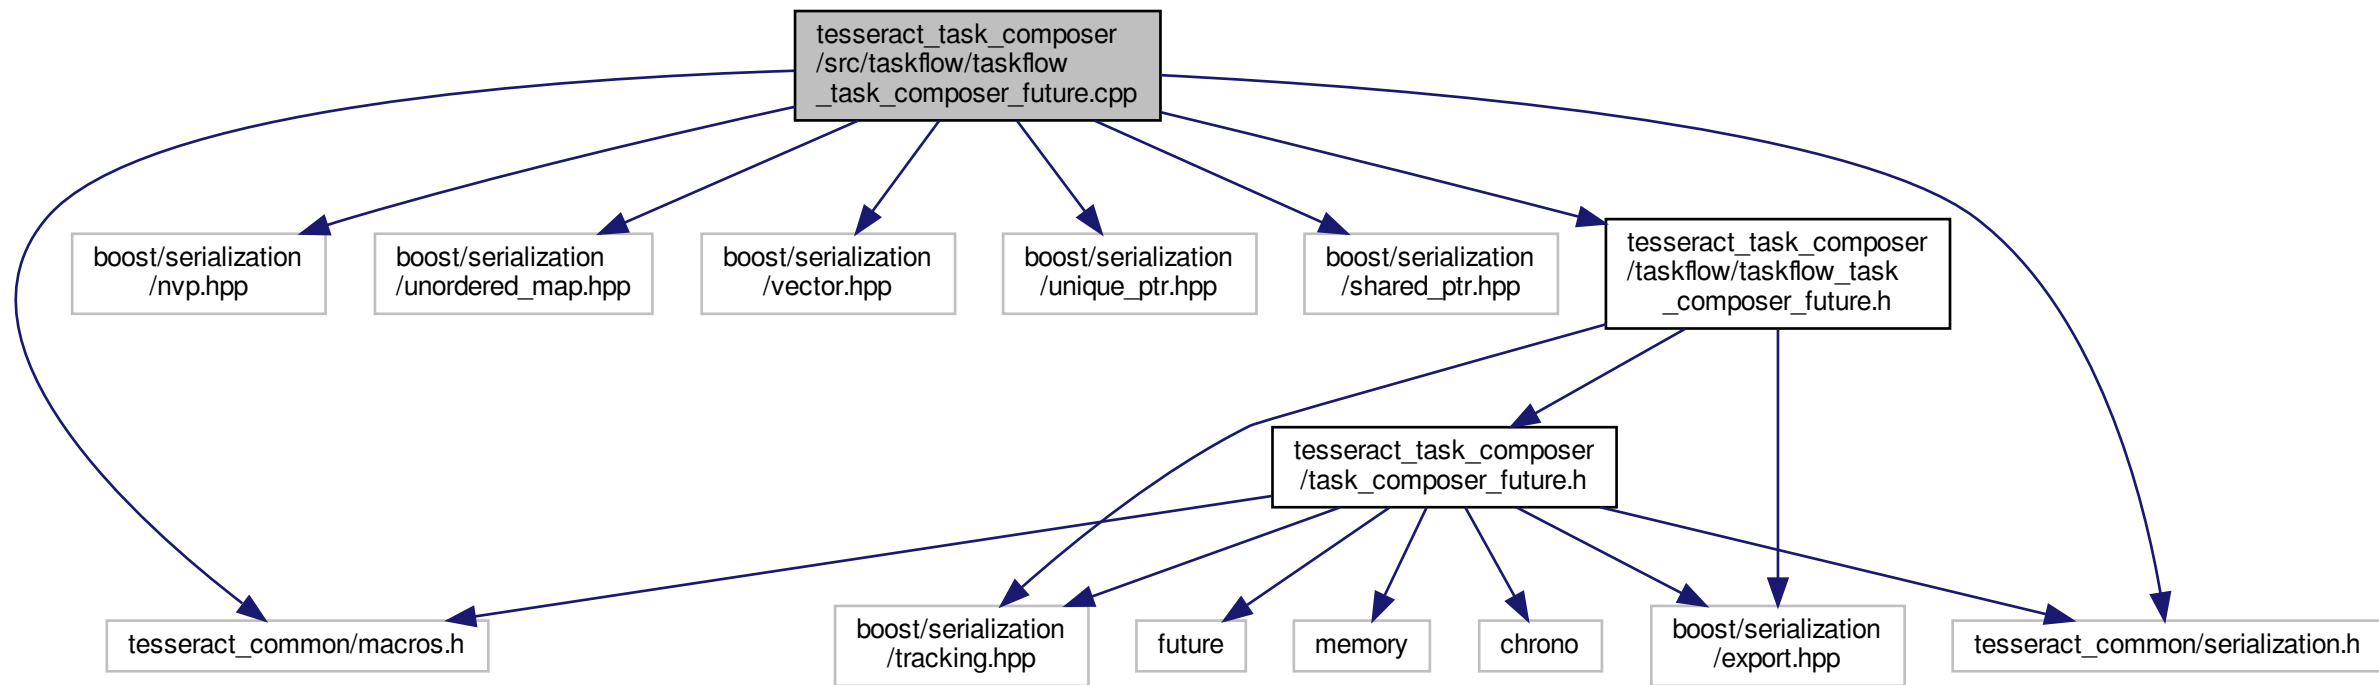 tesseract_task_composer
/src/taskflow/taskflow
_task_composer_future.cpp
boost/serialization
/nvp.hpp
boost/serialization
/unordered_map.hpp
boost/serialization
/vector.hpp
boost/serialization
/unique_ptr.hpp
boost/serialization
/shared_ptr.hpp
tesseract_task_composer
/taskflow/taskflow_task
_composer_future.h
tesseract_task_composer
/task_composer_future.h
tesseract_common/macros.h
boost/serialization
/tracking.hpp
future
memory
chrono
boost/serialization
/export.hpp
tesseract_common/serialization.h